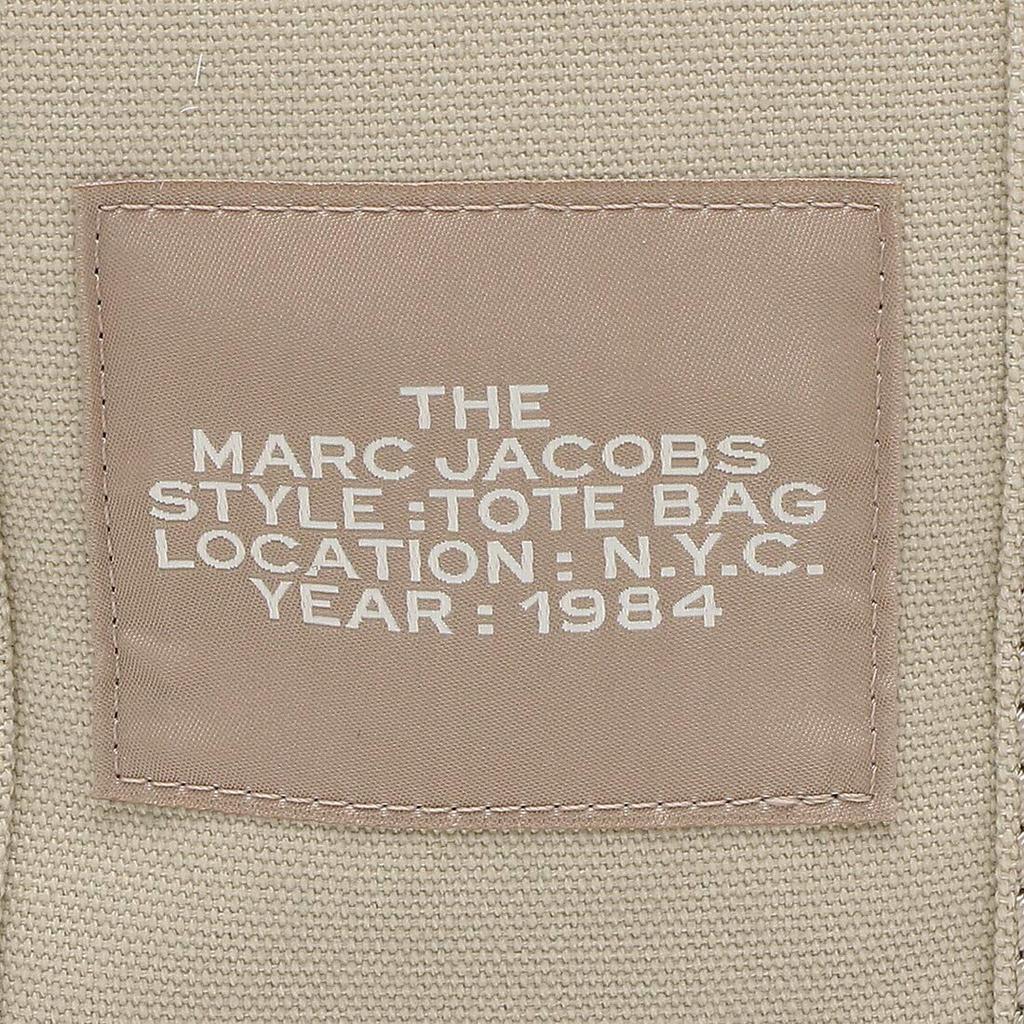 THE
MARC JACOBS
STYLE :TOTE BAG
LOCATION : N.Y.C.
YEAR : 1984